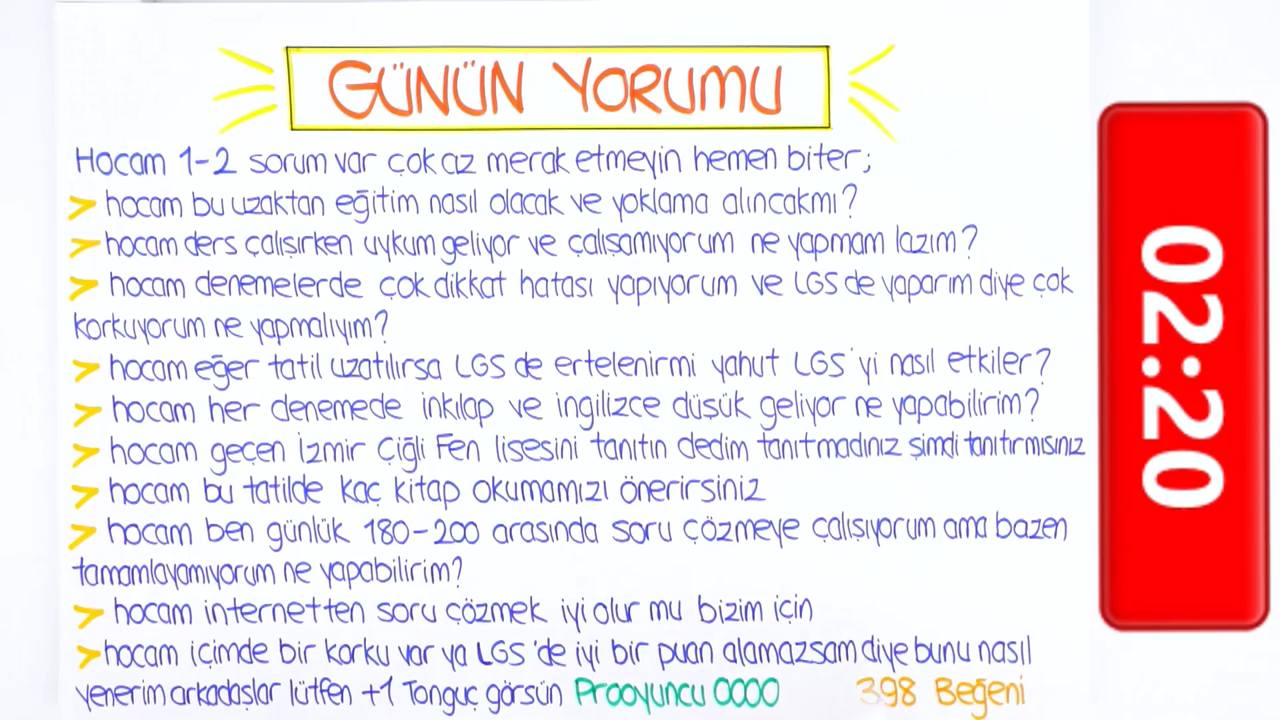 GÜNÜN YORUMU
Hocam 1-2 sorum var çok az merak etmeyin hemen biter;
> hocam bu uzaktan eğitim nasıl olacak ve yoklama alıncakmı?
> hocam ders çalışırken uykum geliyor ve çalışamıyorum ne yapmam lazım?
> hocam denemelerde çok dikkat hatası yapıyorum ve LGS de yaparım diye çok
korkuyorum ne yapmalıyım?
> hocam eğer tatil uzatılırsa LGS de ertelenirmi yahut LGS'yi nasıl etkiler?
> hocam her denemede inkılap ve ingilizce düşük geliyor ne yapabilirim?
> hocam geçen İzmir Çiğli Fen lisesini tanıtın dedim tanıtmadınız şimdi tanıtırmısınız
> hocam bu tatilde kaç kitap okumamızı önerirsiniz
> hocam ben günlük 180-200 arasında soru çözmeye çalışıyorum ama bazen
tamamlayamıyorum ne yapabilirim?
> hocam internetten soru çözmek iyi olur mu bizim için
> hocam içimde bir korku var ya LGS'de iyi bir puan alamazsam diye bunu nasıl
yenerim arkadaşlar lütfen +1 Tonguç görsün Prooyuncu 0000 398 Beğeni
02:20